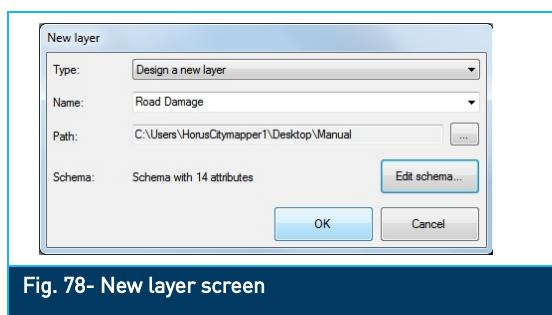 New layer
Type: Design a new layer
Name: Road Damage
Path: C:\Users\HorusCitymapper1\Desktop\Manual ...
Schema: Schema with 14 attributes Edit schema...
OK Cancel
Fig. 78- New layer screen